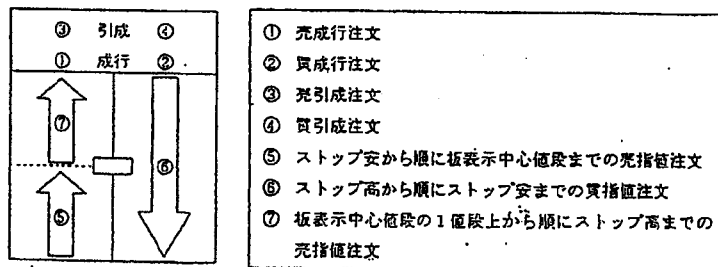 ③ 引成 ④
① 成行 ②
⑦
⑥
⑤
① 売成行注文
② 買成行注文
③ 売引成注文
④ 買引成注文
⑤ ストップ安から順に板表示中心値段までの売指値注文
⑥ ストップ高から順にストップ安までの買指値注文
⑦ 板表示中心値段の1値段上から順にストップ高までの
売指値注文